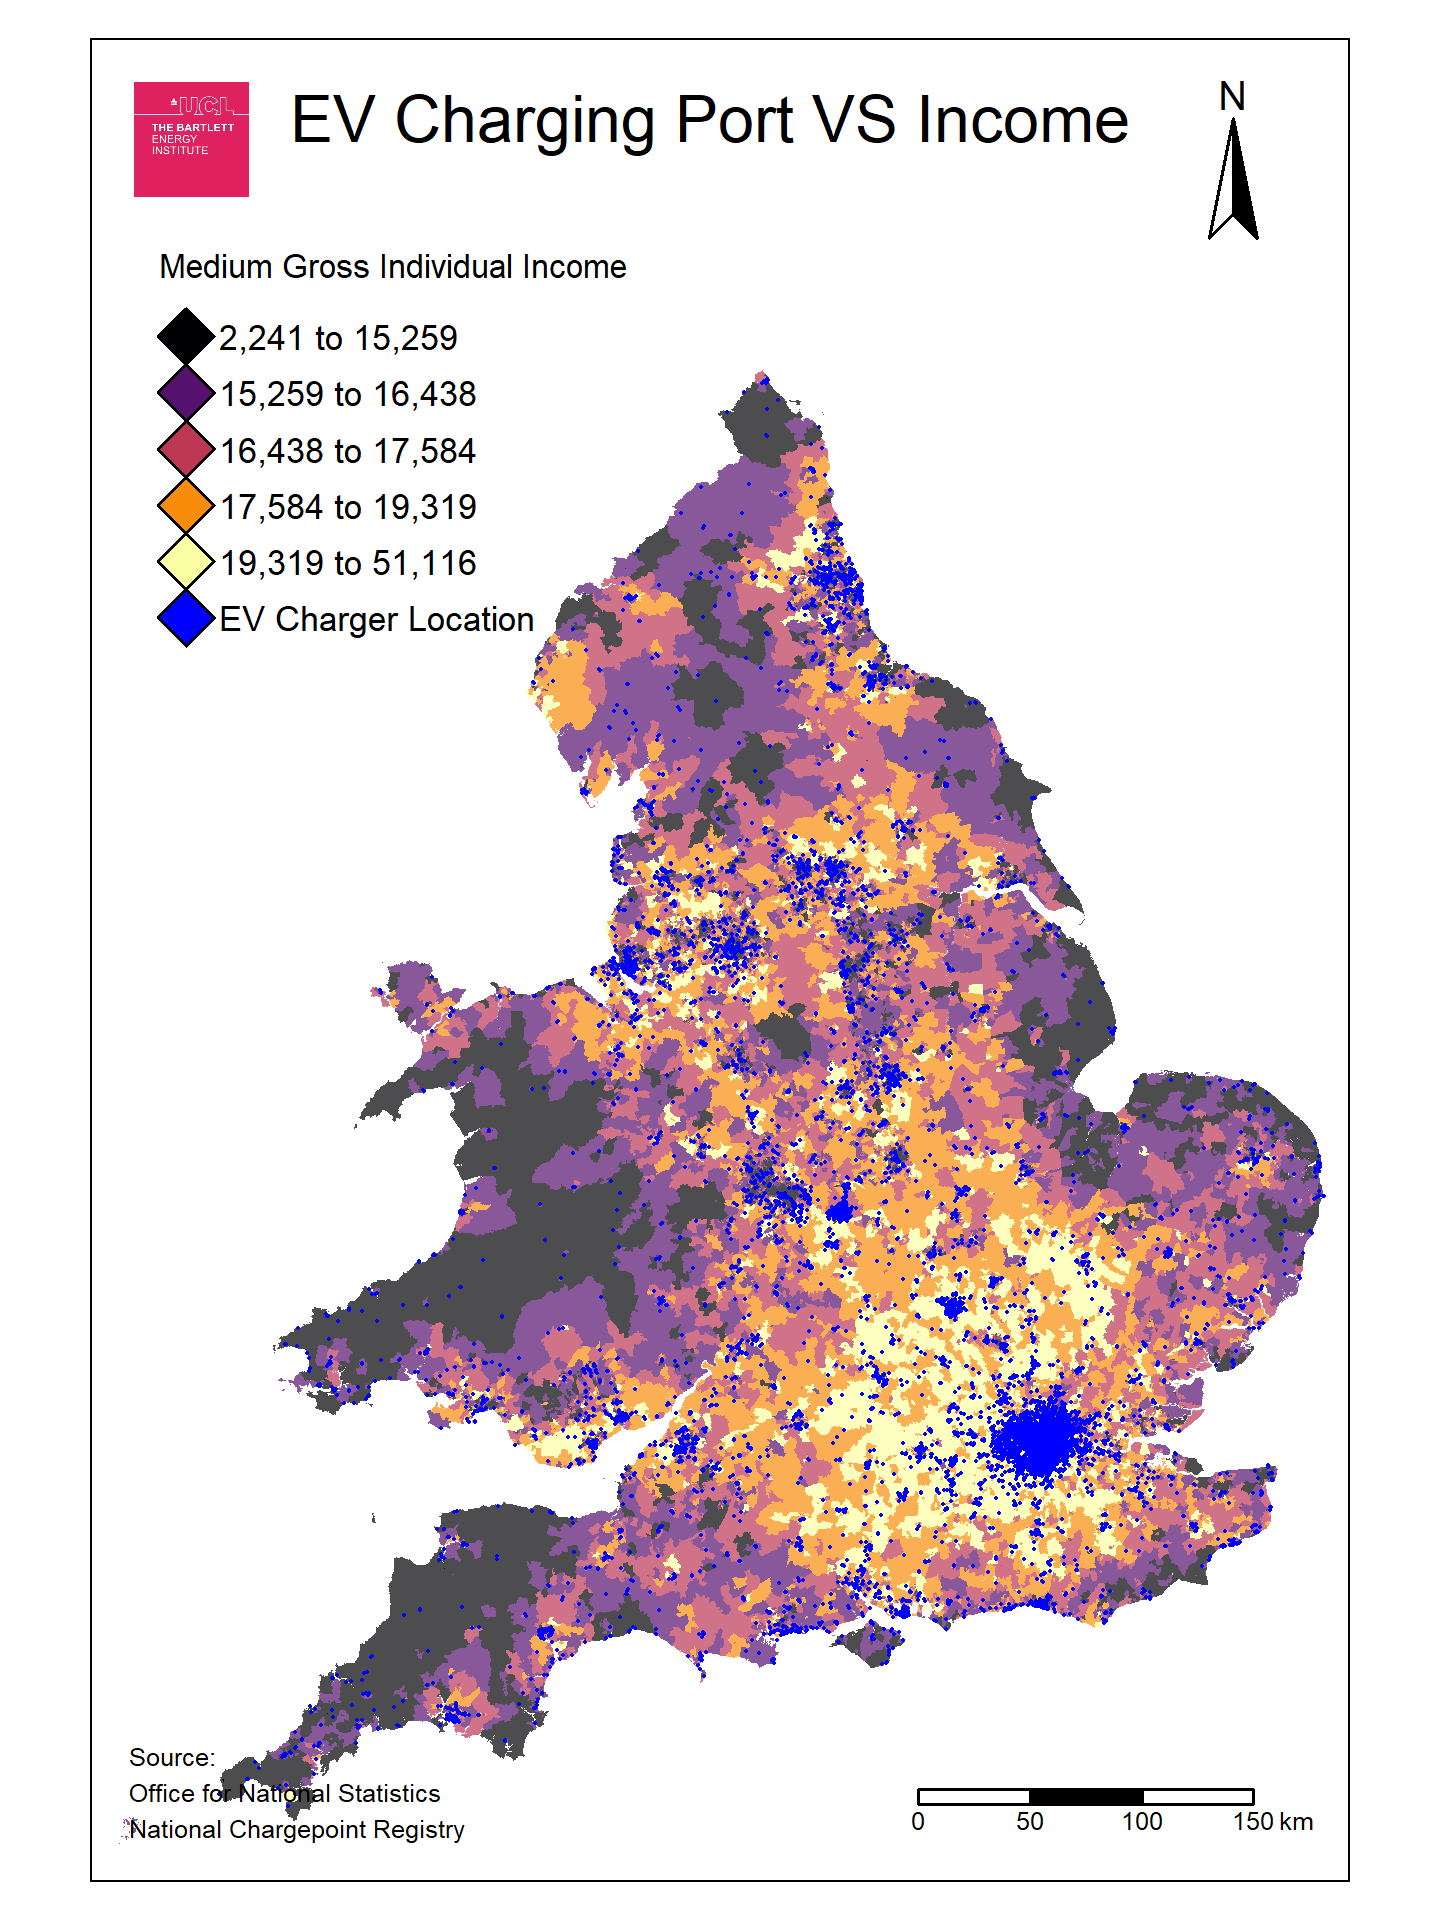 UCL
THE BARTLETT
ENERGY
INSTITUTE
EV Charging Port VS Income
N
Medium Gross Individual Income
2,241 to 15,259
15,259 to 16,438
16,438 to 17,584
17,584 to 19,319
19,319 to 51,116
EV Charger Location
Source:
Office for National Statistics
National Chargepoint Registry
0 50 100 150 km